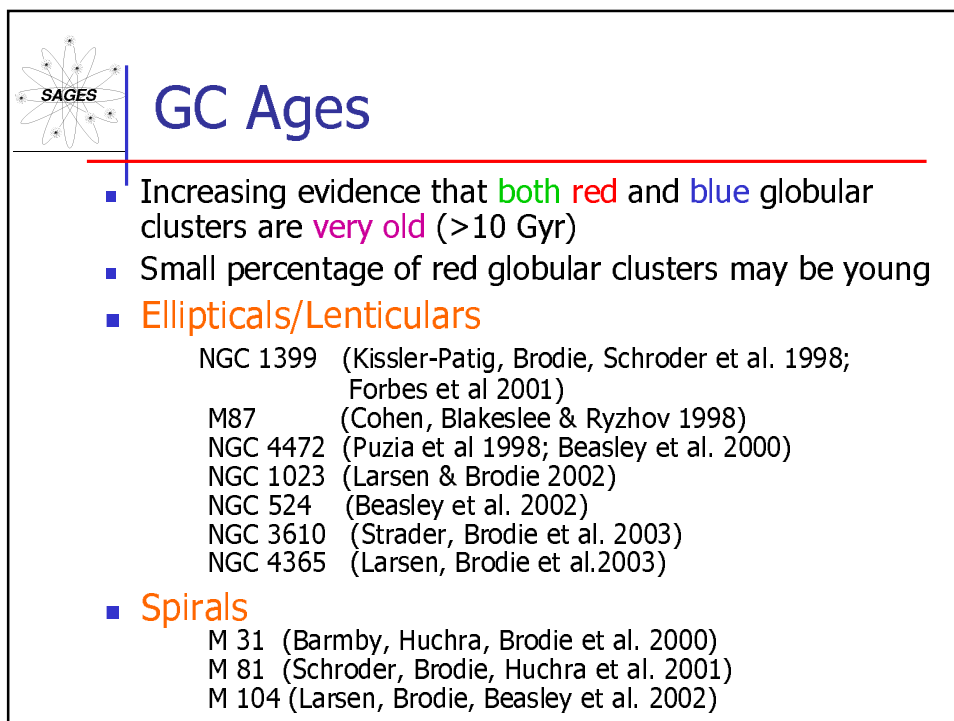 SAGES
GC Ages
Increasing evidence that both red and blue globular
clusters are very old (>10 Gyr)
Small percentage of red globular clusters may be young
Ellipticals/Lenticulars
NGC 1399 (Kissler-Patig, Brodie, Schroder et al. 1998;
Forbes et al 2001)
M87 (Cohen, Blakeslee & Ryzhov 1998)
NGC 4472 (Puzia et al 1998; Beasley et al. 2000)
NGC 1023 (Larsen & Brodie 2002)
NGC 524 (Beasley et al. 2002)
NGC 3610 (Strader, Brodie et al. 2003)
NGC 4365 (Larsen, Brodie et al.2003)
Spirals
M 31 (Barmby, Huchra, Brodie et al. 2000)
M 81 (Schroder, Brodie, Huchra et al. 2001)
M 104 (Larsen, Brodie, Beasley et al. 2002)